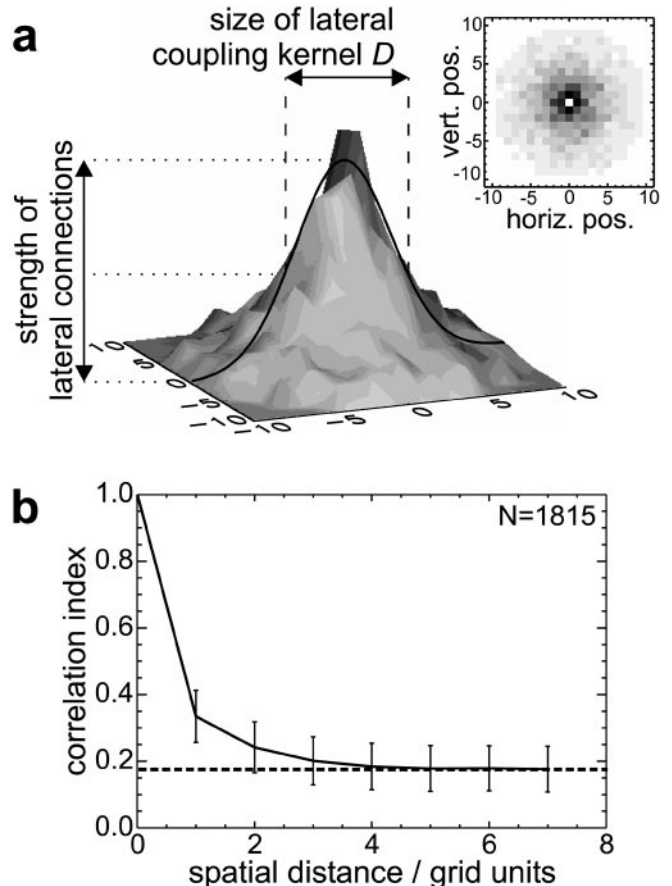 a
size of lateral
coupling kernel D
strength of
lateral connections
10
5
0
-5
-10
-10
-5
0
5
10
vert. pos.
10
5
0
-5
-10
-10 -5 0 5 10
horiz. pos.
b
N=1815
correlation index
1.0
0.8
0.6
0.4
0.2
0.0
0 2 4 6 8
spatial distance / grid units